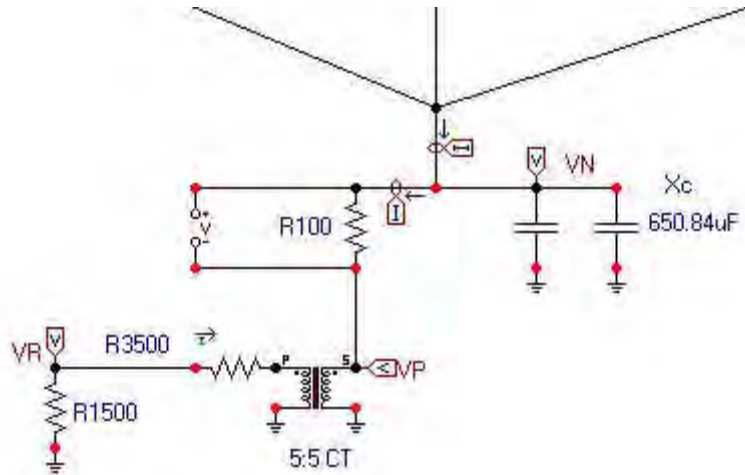 I
V VN
Xc
I
+
V
-
R100
650.84uF
V
VR
R3500
I
P S
V VP
R1500
5:5 CT